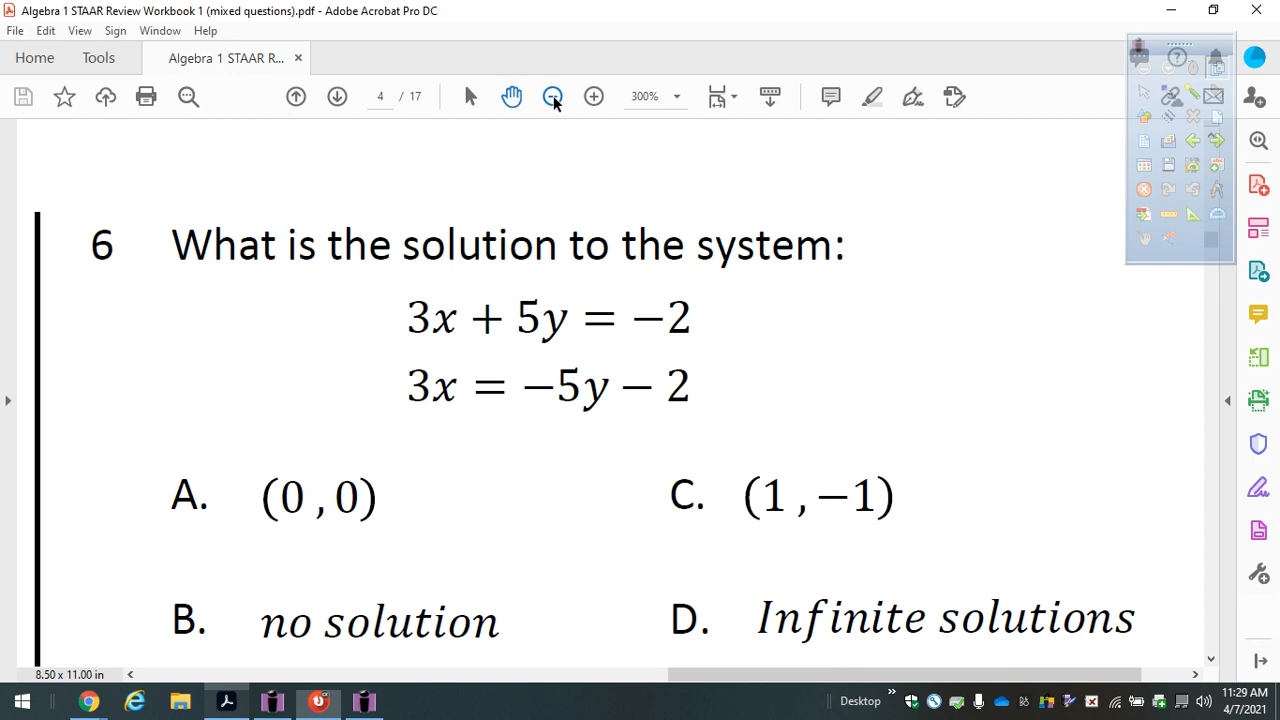 Algebra 1 STAAR Review Workbook 1 (mixed questions).pdf - Adobe Acrobat Pro DC
File Edit View Sign Window Help
Home Tools Algebra 1 STAAR R... ×
4 / 17 300%
6 What is the solution to the system:
3x + 5y = −2
3x = −5y − 2
A. (0 , 0) C. (1 , −1)
B. no solution D. Infinite solutions
8.50 x 11.00 in
Desktop
11:29 AM
4/7/2021